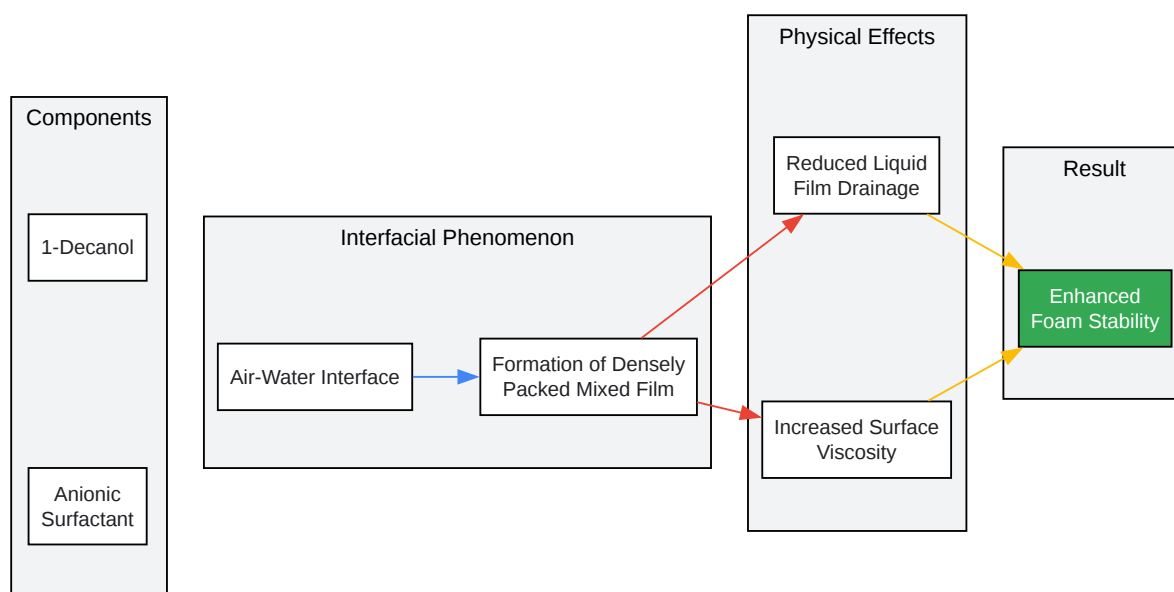 Components
1-Decanol
Anionic
Surfactant
Interfacial Phenomenon
Air-Water Interface
Formation of Densely
Packed Mixed Film
Physical Effects
Reduced Liquid
Film Drainage
Increased Surface
Viscosity
Result
Enhanced
Foam Stability